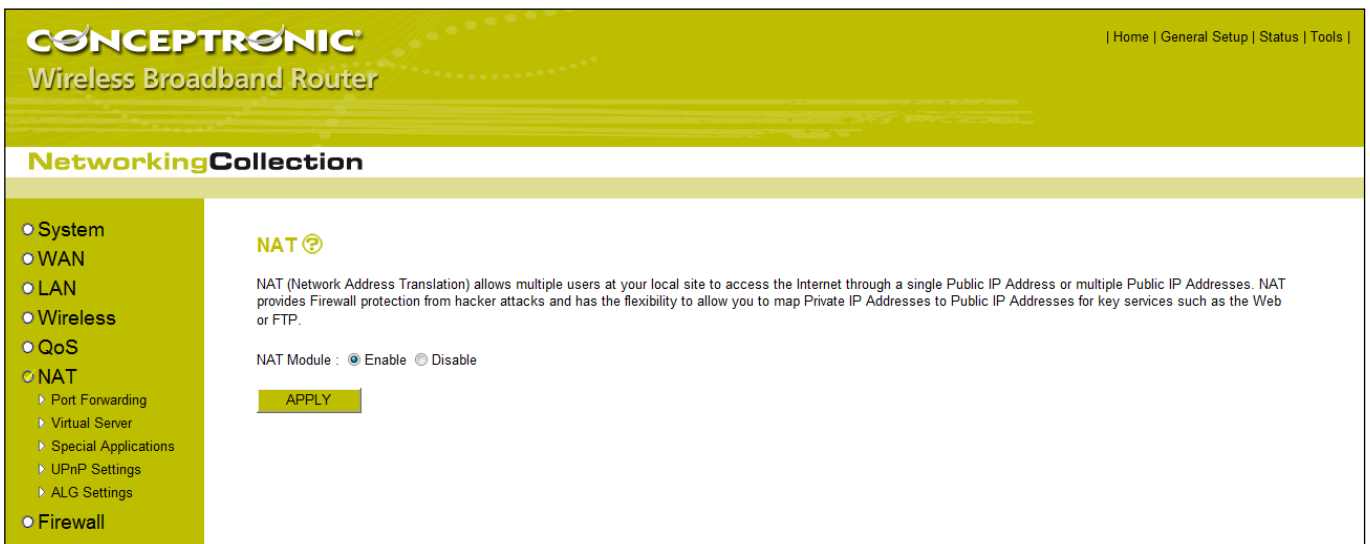 CONCEPTRONIC®
| Home | General Setup | Status | Tools |
Wireless Broadband Router
NetworkingCollection
System
WAN
LAN
Wireless
QoS
NAT
Port Forwarding
Virtual Server
Special Applications
UPnP Settings
ALG Settings
Firewall
NAT ?
NAT (Network Address Translation) allows multiple users at your local site to access the Internet through a single Public IP Address or multiple Public IP Addresses. NAT
provides Firewall protection from hacker attacks and has the flexibility to allow you to map Private IP Addresses to Public IP Addresses for key services such as the Web
or FTP.
NAT Module : Enable Disable
APPLY